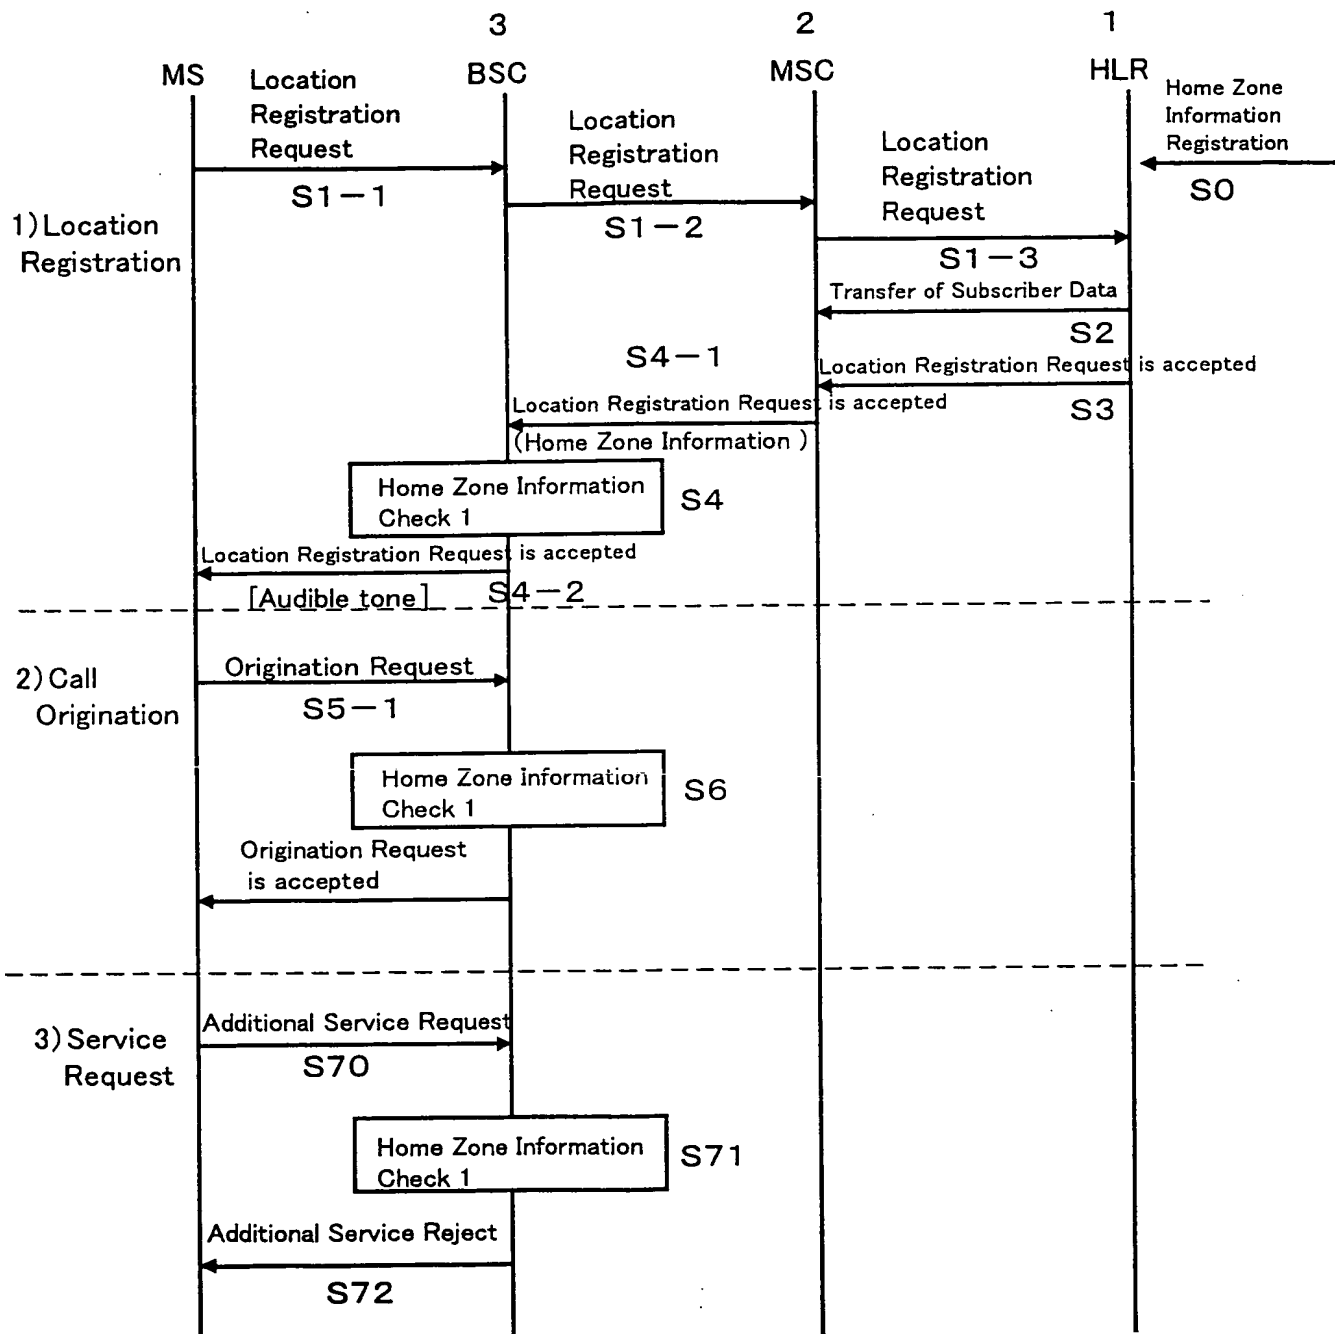 3
2
1
MS
BSC
MSC
HLR
Location
Registration
Request
S1-1
Location
Registration
Request
S1-2
Location
Registration
Request
S1-3
Home Zone
Information
Registration
S0
1)Location
Registration
Transfer of Subscriber Data
S2
Location Registration Request is accepted
S3
S4-1
Location Registration Request is accepted
(Home Zone Information )
Home Zone Information
Check 1
S4
Location Registration Request is accepted
[Audible tone]
S4-2
2)Call
Origination
Origination Request
S5-1
Home Zone information
Check 1
S6
Origination Request
is accepted
3)Service
Request
Additional Service Request
S70
Home Zone Information
Check 1
S71
Additional Service Reject
S72